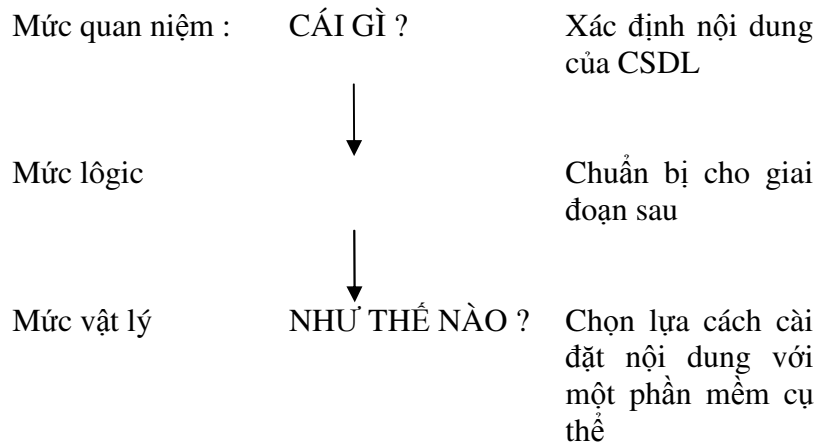 Mức quan niệm : CÁI GÌ ? Xác định nội dung
của CSDL
Mức lôgic Chuẩn bị cho giai
đoạn sau
Mức vật lý NHƯ THẾ NÀO ? Chọn lựa cách cài
đặt nội dung với
một phần mềm cụ
thể